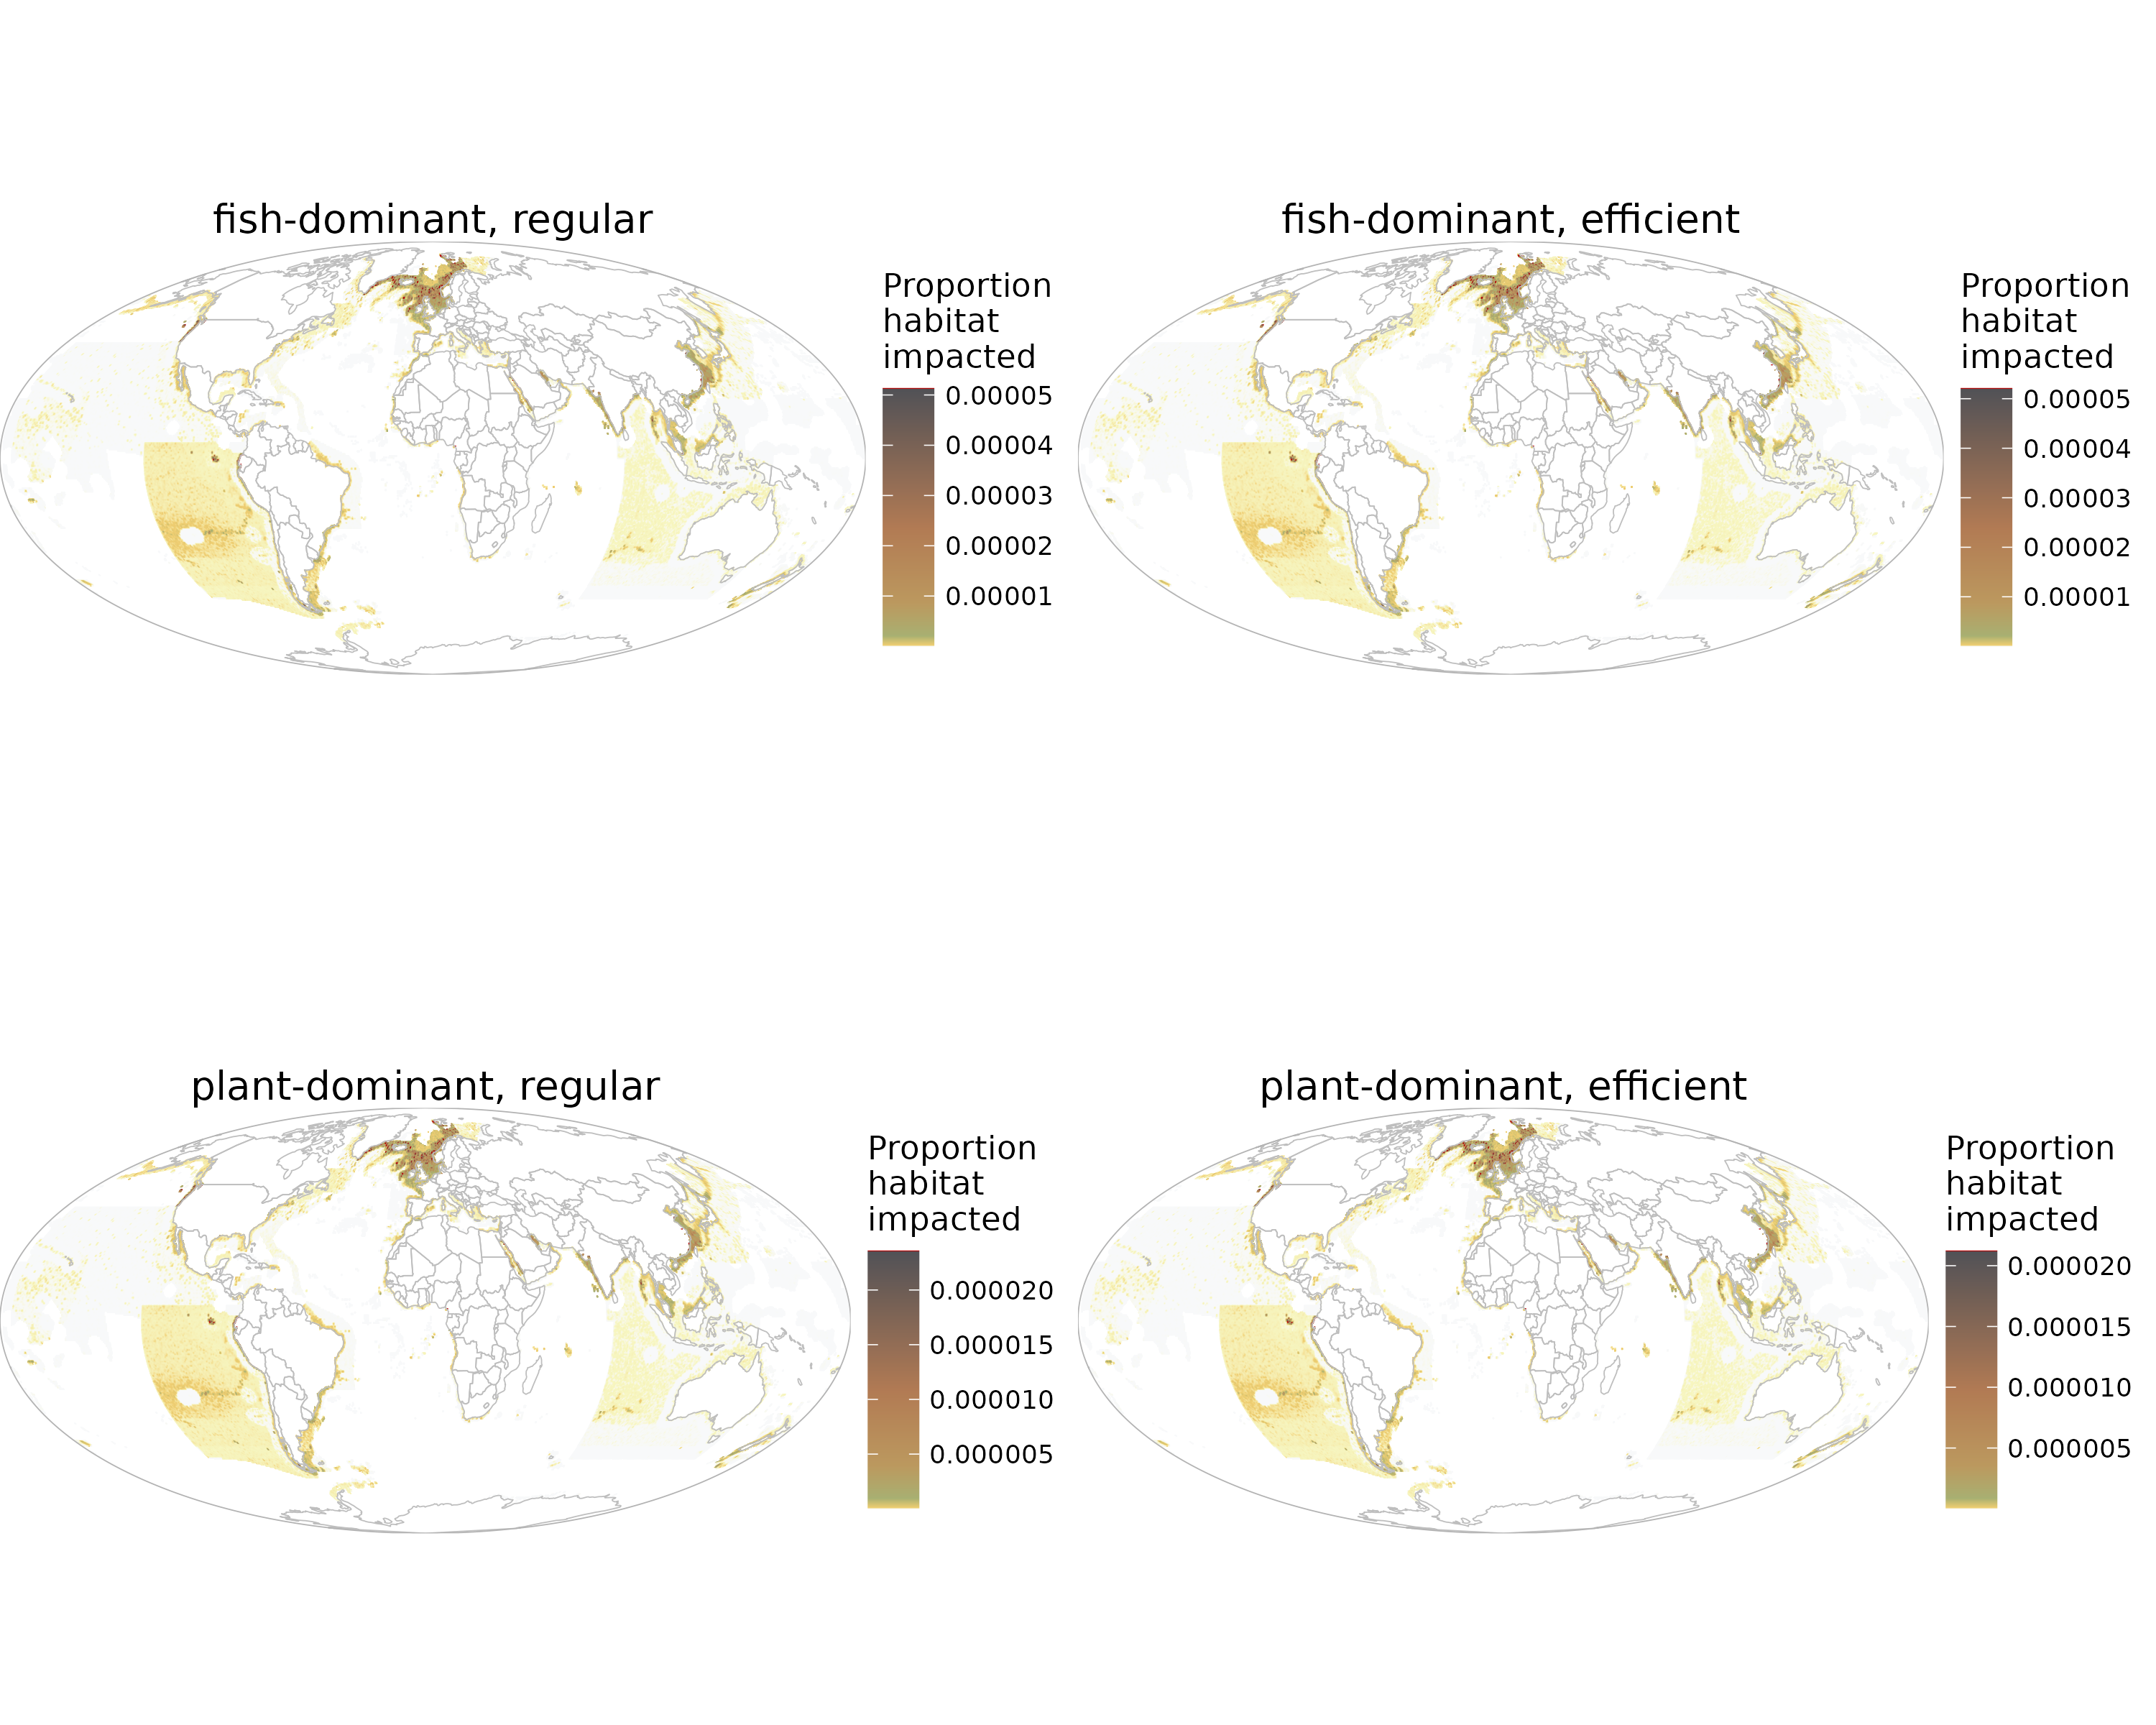 fish-dominant, regular
Proportion
habitat
impacted
0.00005
0.00004
0.00003
0.00002
0.00001
fish-dominant, efficient
Proportion
habitat
impacted
0.00005
0.00004
0.00003
0.00002
0.00001
plant-dominant, regular
Proportion
habitat
impacted
0.000020
0.000015
0.000010
0.000005
plant-dominant, efficient
Proportion
habitat
impacted
0.000020
0.000015
0.000010
0.000005